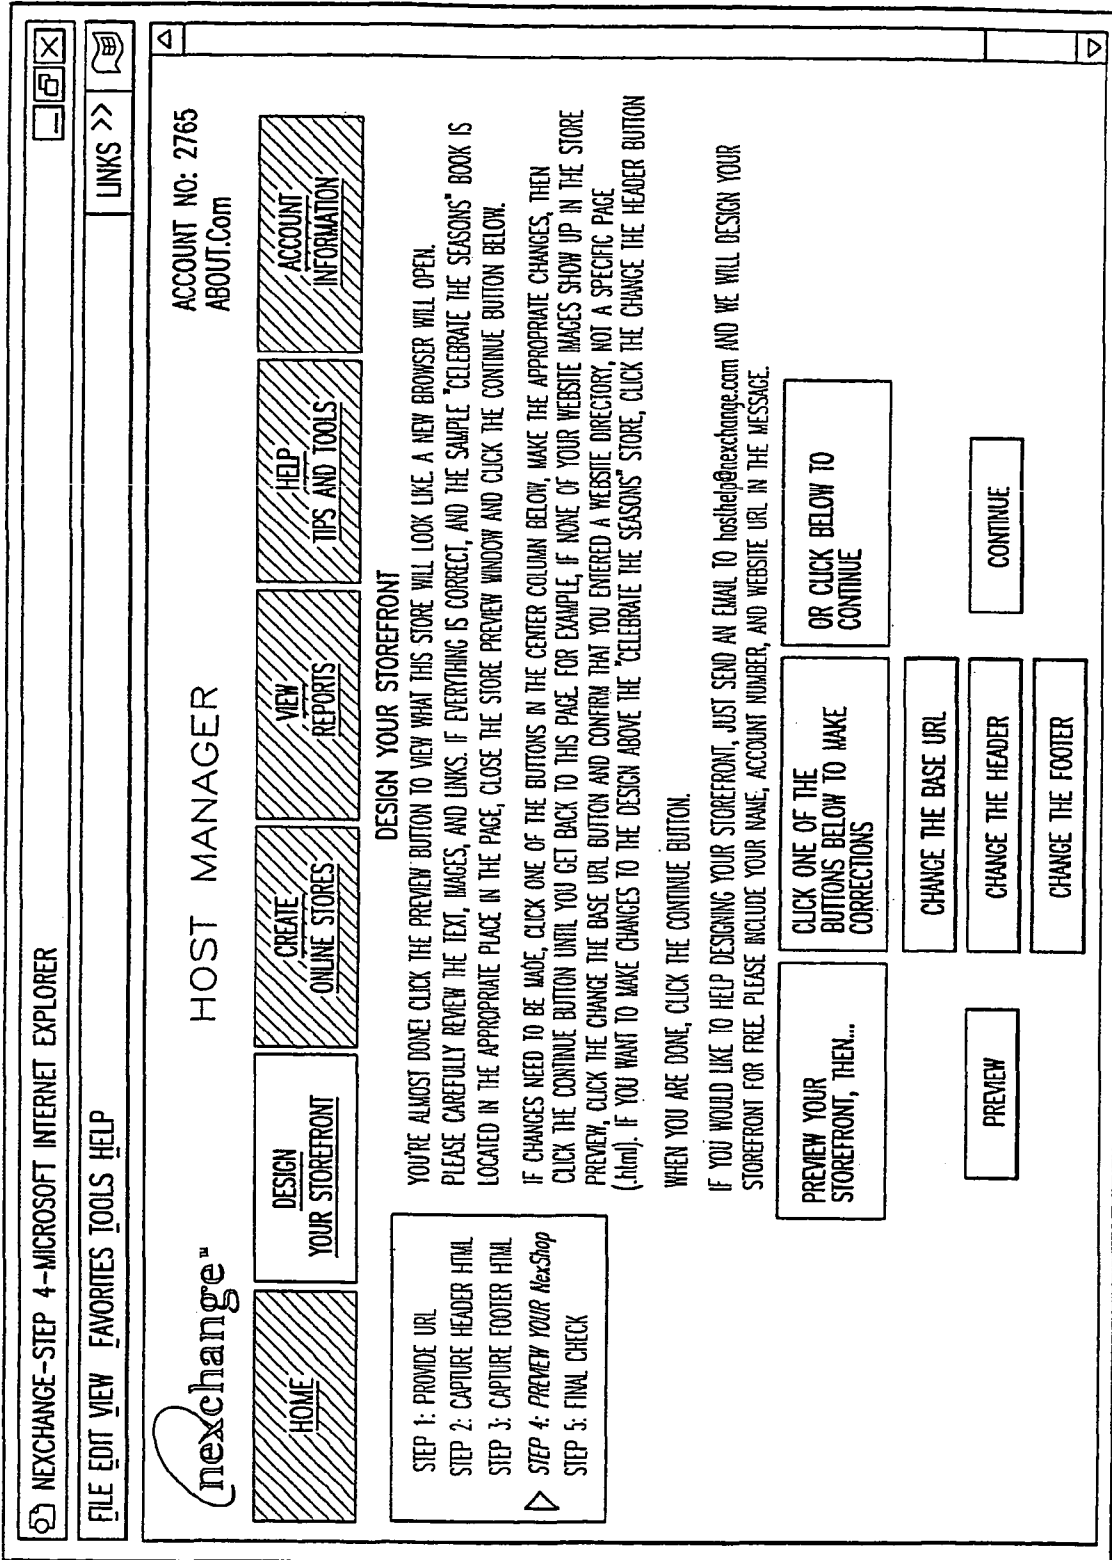 NEXCHANGE-STEP 4-MICROSOFT INTERNET EXPLORER
FILE EDIT VIEW FAVORITES TOOLS HELP
LINKS >>
nexchange™
HOST MANAGER
ACCOUNT NO: 2765
ABOUT.Com
HOME
DESIGN
YOUR STOREFRONT
CREATE
ONLINE STORES
VIEW
REPORTS
HELP
TIPS AND TOOLS
ACCOUNT
INFORMATION
STEP 1: PROVIDE URL
STEP 2: CAPTURE HEADER HTML
STEP 3: CAPTURE FOOTER HTML
STEP 4: PREVIEW YOUR NexShop
STEP 5: FINAL CHECK
DESIGN YOUR STOREFRONT
YOU'RE ALMOST DONE! CLICK THE PREVIEW BUTTON TO VIEW WHAT THIS STORE WILL LOOK LIKE. A NEW BROWSER WILL OPEN.
PLEASE CAREFULLY REVIEW THE TEXT, IMAGES, AND LINKS. IF EVERYTHING IS CORRECT, AND THE SAMPLE "CELEBRATE THE SEASONS" BOOK IS
LOCATED IN THE APPROPRIATE PLACE IN THE PAGE, CLOSE THE STORE PREVIEW WINDOW AND CLICK THE CONTINUE BUTTON BELOW.
IF CHANGES NEED TO BE MADE, CLICK ONE OF THE BUTTONS IN THE CENTER COLUMN BELOW, MAKE THE APPROPRIATE CHANGES, THEN
CLICK THE CONTINUE BUTTON UNTIL YOU GET BACK TO THIS PAGE. FOR EXAMPLE, IF NONE OF YOUR WEBSITE IMAGES SHOW UP IN THE STORE
PREVIEW, CLICK THE CHANGE THE BASE URL BUTTON AND CONFIRM THAT YOU ENTERED A WEBSITE DIRECTORY, NOT A SPECIFIC PAGE
(.html). IF YOU WANT TO MAKE CHANGES TO THE DESIGN ABOVE THE "CELEBRATE THE SEASONS" STORE, CLICK THE CHANGE THE HEADER BUTTON
WHEN YOU ARE DONE, CLICK THE CONTINUE BUTTON.
IF YOU WOULD LIKE TO HELP DESIGNING YOUR STOREFRONT, JUST SEND AN EMAIL TO hosthelp@nexchange.com AND WE WILL DESIGN YOUR
STOREFRONT FOR FREE. PLEASE INCLUDE YOUR NAME, ACCOUNT NUMBER, AND WEBSITE URL IN THE MESSAGE.
PREVIEW YOUR
STOREFRONT, THEN...
CLICK ONE OF THE
BUTTONS BELOW TO MAKE
CORRECTIONS
OR CLICK BELOW TO
CONTINUE
PREVIEW
CHANGE THE BASE URL
CHANGE THE HEADER
CHANGE THE FOOTER
CONTINUE